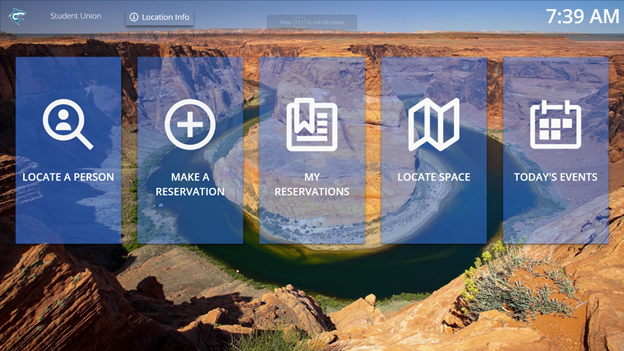 Student Union
Location Info
Press F11 to exit full screen
7:39 AM
LOCATE A PERSON
MAKE A
RESERVATION
MY
RESERVATIONS
LOCATE SPACE
TODAY'S EVENTS